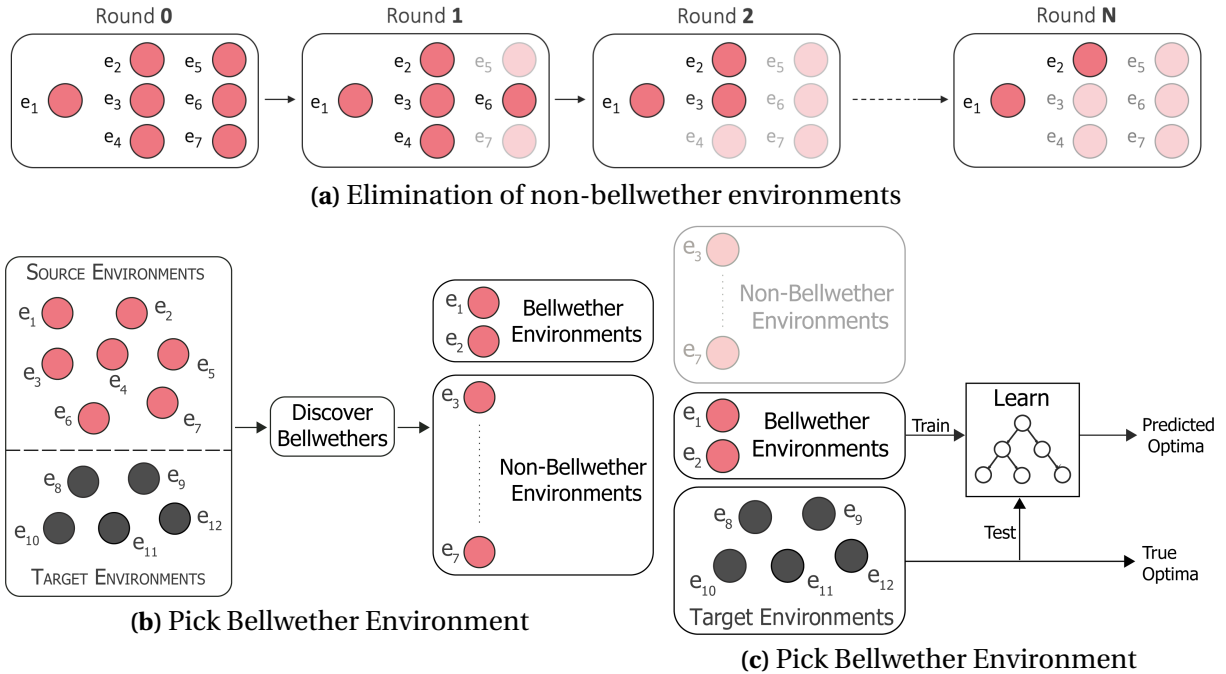 Round 0
Round 1
Round 2
Round N
e1
e2
e3
e4
e5
e6
e7
e1
e2
e3
e4
e5
e6
e7
e1
e2
e3
e4
e5
e6
e7
e1
e2
e3
e4
e5
e6
e7
(a) Elimination of non-bellwether environments
SOURCE ENVIRONMENTS
e1
e2
e3
e4
e5
e6
e7
e8
e9
e10
e11
e12
TARGET ENVIRONMENTS
Discover
Bellwethers
e1
e2
Bellwether
Environments
e3
Non-Bellwether
Environments
e7
(b) Pick Bellwether Environment
e3
Non-Bellwether
Environments
e7
e1
e2
Bellwether
Environments
Train
Learn
Predicted
Optima
e8
e9
e10
e11
e12
Target Environments
Test
True
Optima
(c) Pick Bellwether Environment